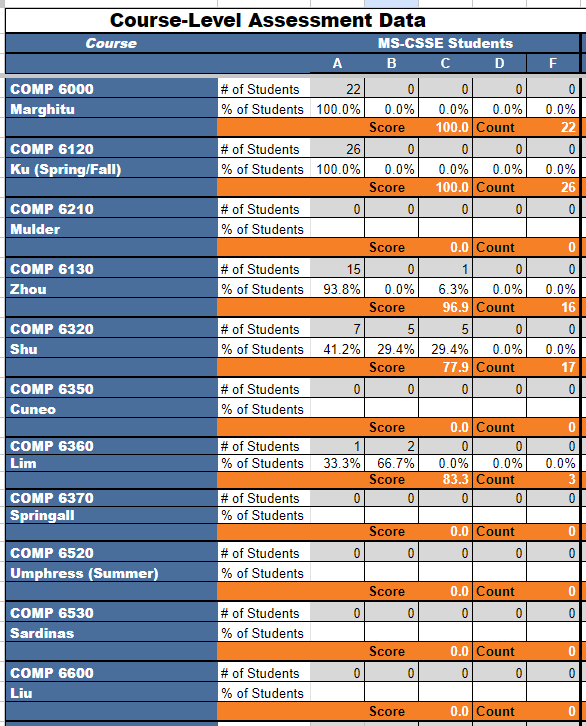 Course-Level Assessment Data
Course MS-CSSE Students
A B C D F
COMP 6000 # of Students 22 0 0 0 0
Marghitu % of Students 100.0% 0.0% 0.0% 0.0% 0.0%
Score 100.0 Count 22
COMP 6120 # of Students 26 0 0 0 0
Ku (Spring/Fall) % of Students 100.0% 0.0% 0.0% 0.0% 0.0%
Score 100.0 Count 26
COMP 6210 # of Students 0 0 0 0 0
Mulder % of Students
Score 0.0 Count 0
COMP 6130 # of Students 15 0 1 0 0
Zhou % of Students 93.8% 0.0% 6.3% 0.0% 0.0%
Score 96.9 Count 16
COMP 6320 # of Students 7 5 5 0 0
Shu % of Students 41.2% 29.4% 29.4% 0.0% 0.0%
Score 77.9 Count 17
COMP 6350 # of Students 0 0 0 0 0
Cuneo % of Students
Score 0.0 Count 0
COMP 6360 # of Students 1 2 0 0 0
Lim % of Students 33.3% 66.7% 0.0% 0.0% 0.0%
Score 83.3 Count 3
COMP 6370 # of Students 0 0 0 0 0
Springall % of Students
Score 0.0 Count 0
COMP 6520 # of Students 0 0 0 0 0
Umphress (Summer) % of Students
Score 0.0 Count 0
COMP 6530 # of Students 0 0 0 0 0
Sardinas % of Students
Score 0.0 Count 0
COMP 6600 # of Students 0 0 0 0 0
Liu % of Students
Score 0.0 Count 0